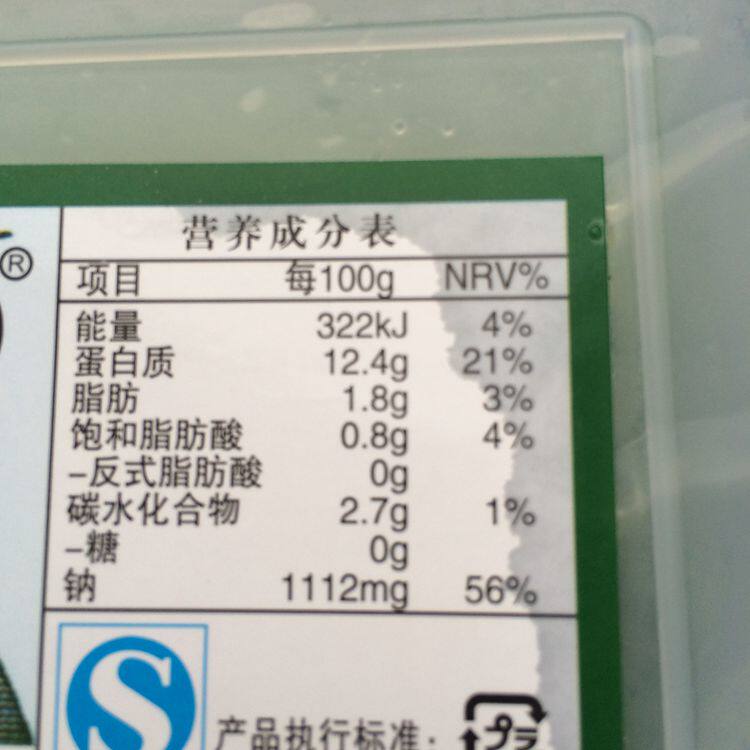 ®
营养成分表
项目 每100g NRV%
能量 322kJ 4%
蛋白质 12.4g 21%
脂肪 1.8g 3%
饱和脂肪酸 0.8g 4%
-反式脂肪酸 0g
碳水化合物 2.7g 1%
-糖 0g
钠 1112mg 56%
产品执行标准: プラ